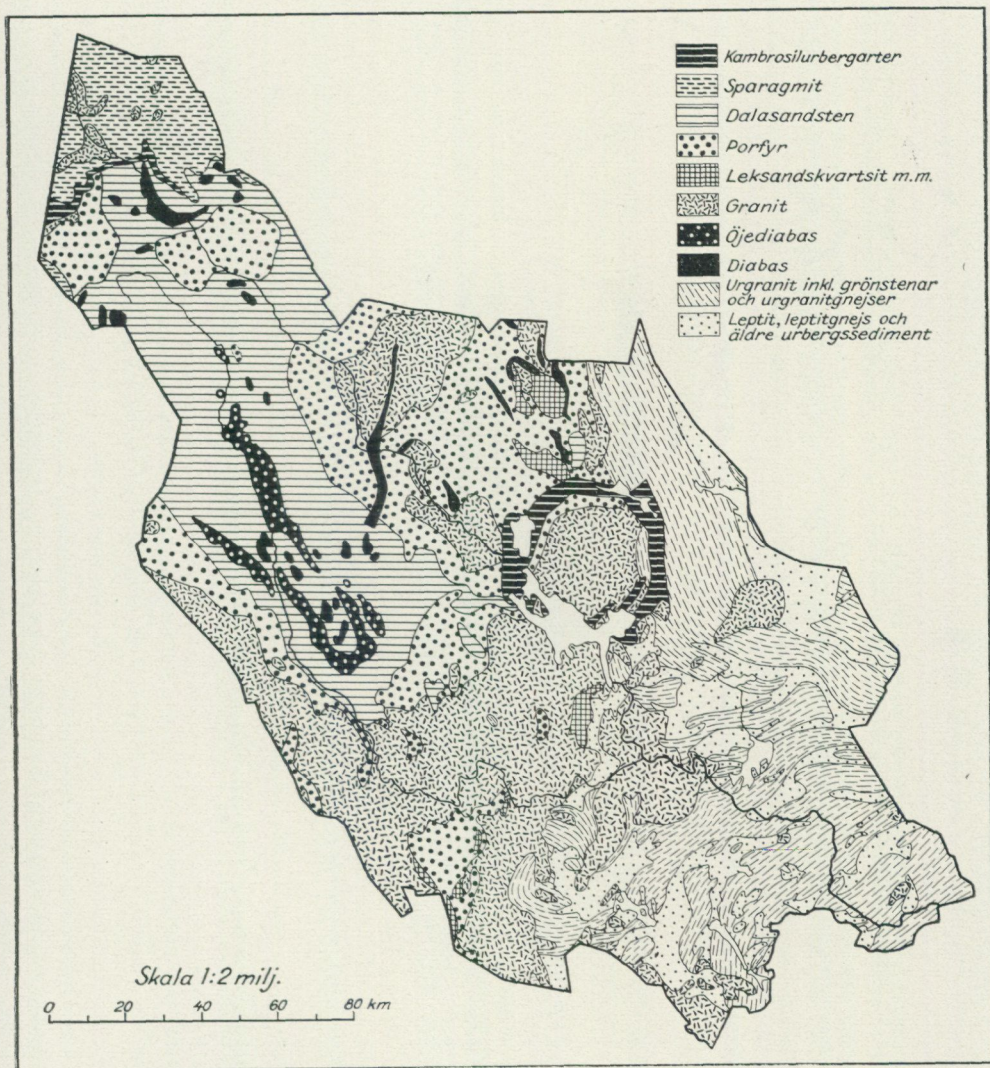 Kambrosilurbergarter
Sparagmit
Dalasandsten
Porfyr
Leksandskvartsit m.m.
Granit
Öjediabas
Diabas
Urgranit inkl. grönstenar
och urgranitgnejser
Leptit, leptitgnejs och
äldre urbergssediment
Skala 1:2 milj.
0 20 40 60 80 km